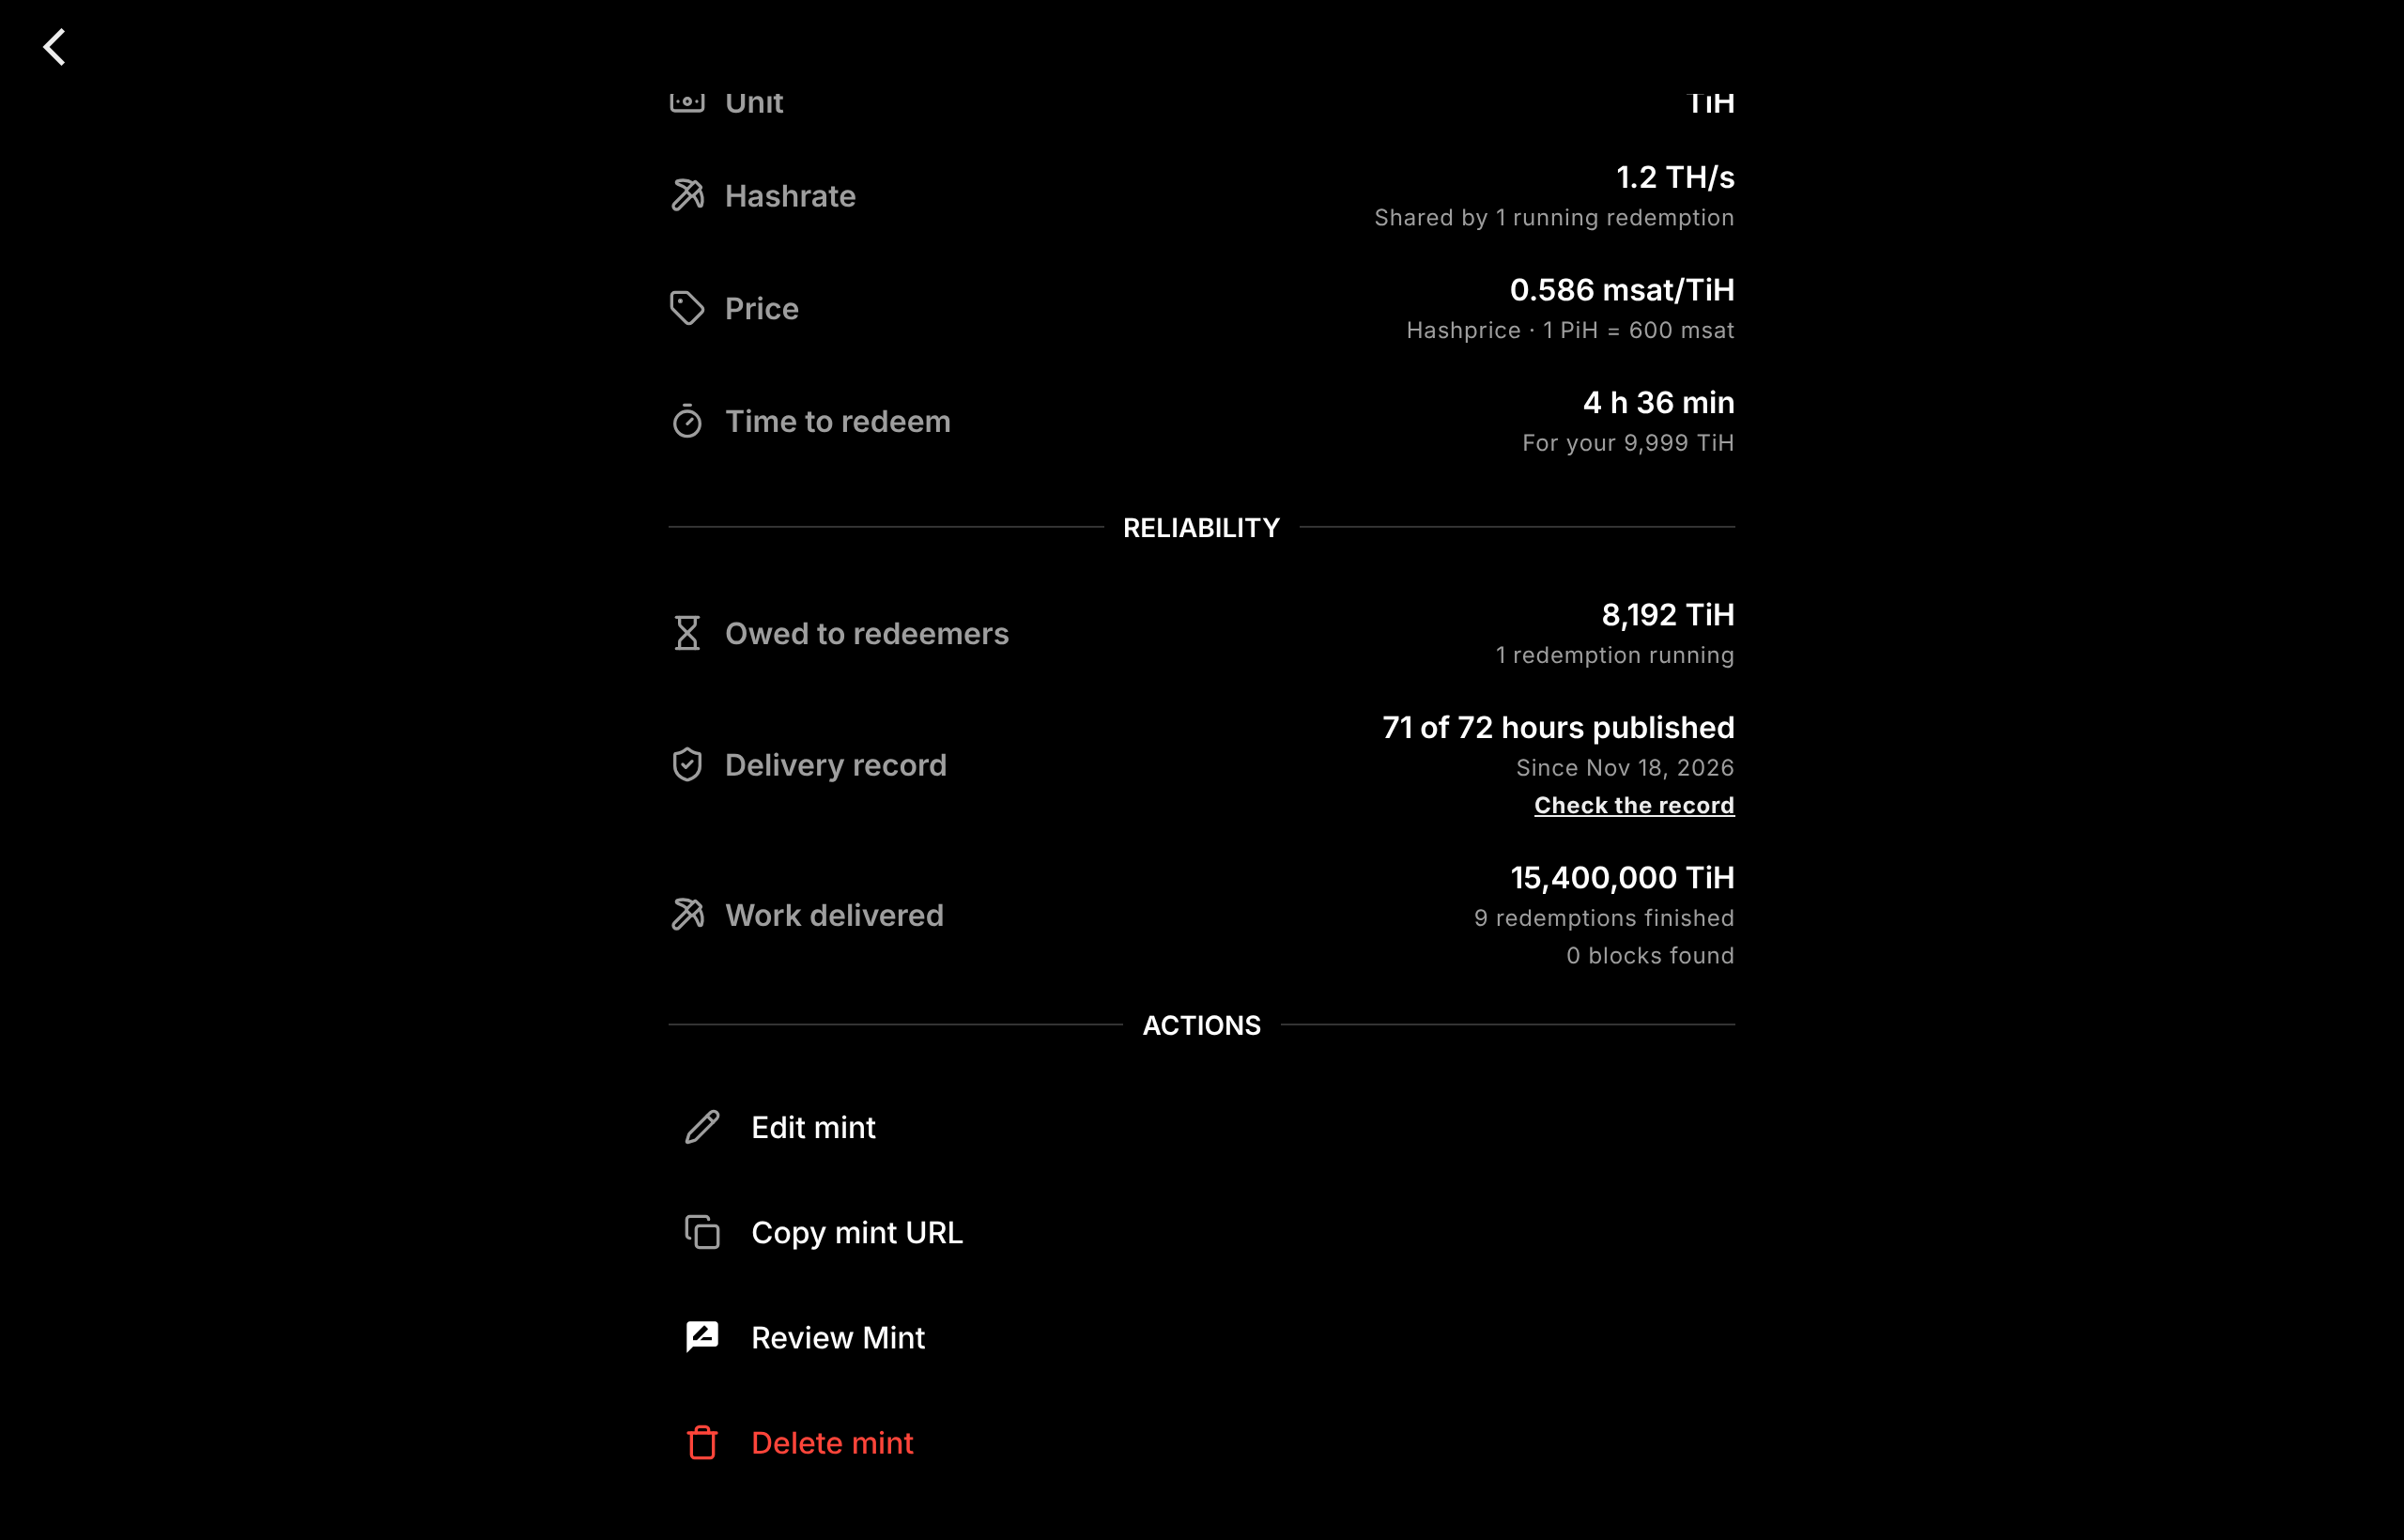 Unit
TiH
Hashrate
1.2 TH/s
Shared by 1 running redemption
Price
0.586 msat/TiH
Hashprice · 1 PiH = 600 msat
Time to redeem
4 h 36 min
For your 9,999 TiH
RELIABILITY
Owed to redeemers
8,192 TiH
1 redemption running
Delivery record
71 of 72 hours published
Since Nov 18, 2026
Check the record
Work delivered
15,400,000 TiH
9 redemptions finished
0 blocks found
ACTIONS
Edit mint
Copy mint URL
Review Mint
Delete mint